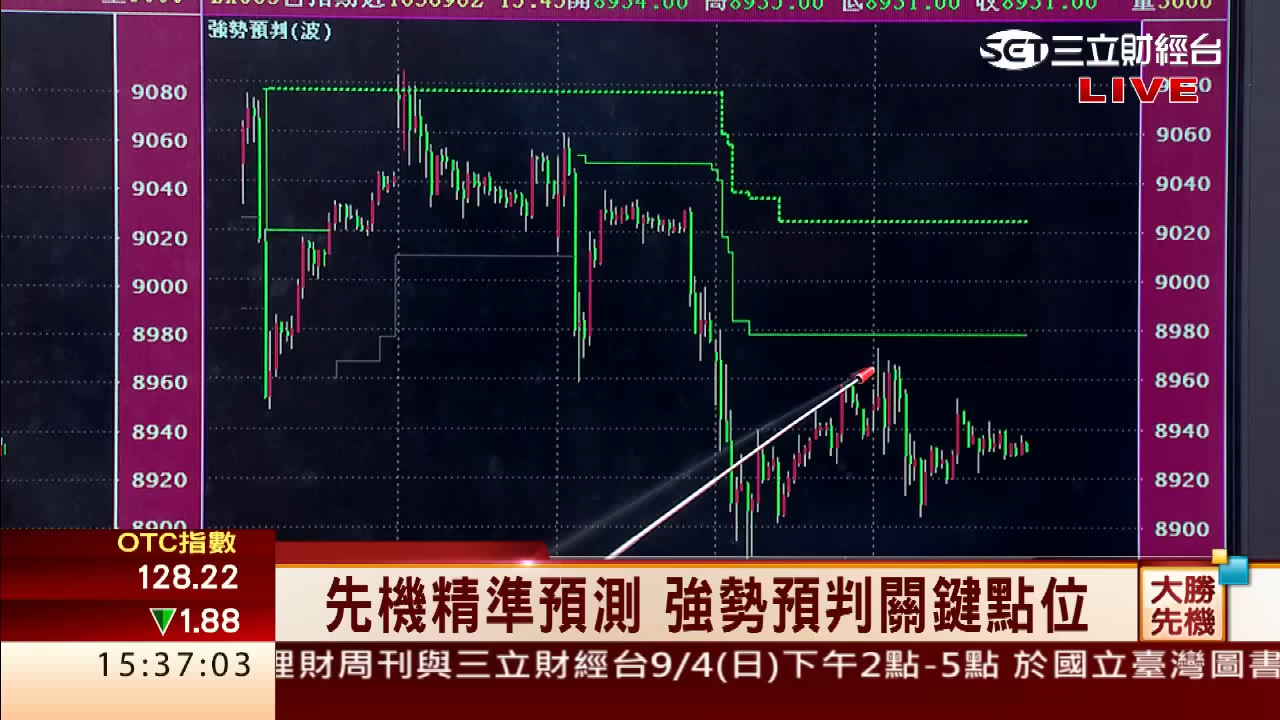 強勢預判(波)
SET三立財經台
LIVE
9080
9060
9040
9020
9000
8980
8960
8940
8920
8900
9060
9040
9020
9000
8980
8960
8940
8920
8900
OTC指數
128.22
▼1.88
15:37:03
先機精準預測 強勢預判關鍵點位
大勝
先機
理財周刊與三立財經台9/4(日)下午2點-5點 於國立臺灣圖書